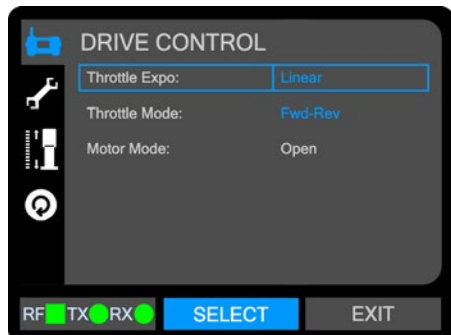 DRIVE CONTROL
Throttle Expo: Linear
Throttle Mode: Fwd-Rev
Motor Mode: Open
RF TX RX SELECT EXIT